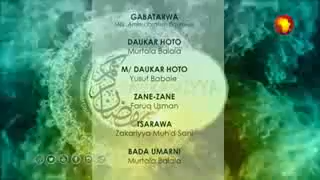 GABATARWA
DAUKAR HOTO
Murtala Balala
M/ DAUKAR HOTO
Yusuf Babale
ZANE-ZANE
Faruq Usman
TSARAWA
Zakariyya Muh'd Sani
BADA UMARNI
Murtala Balala